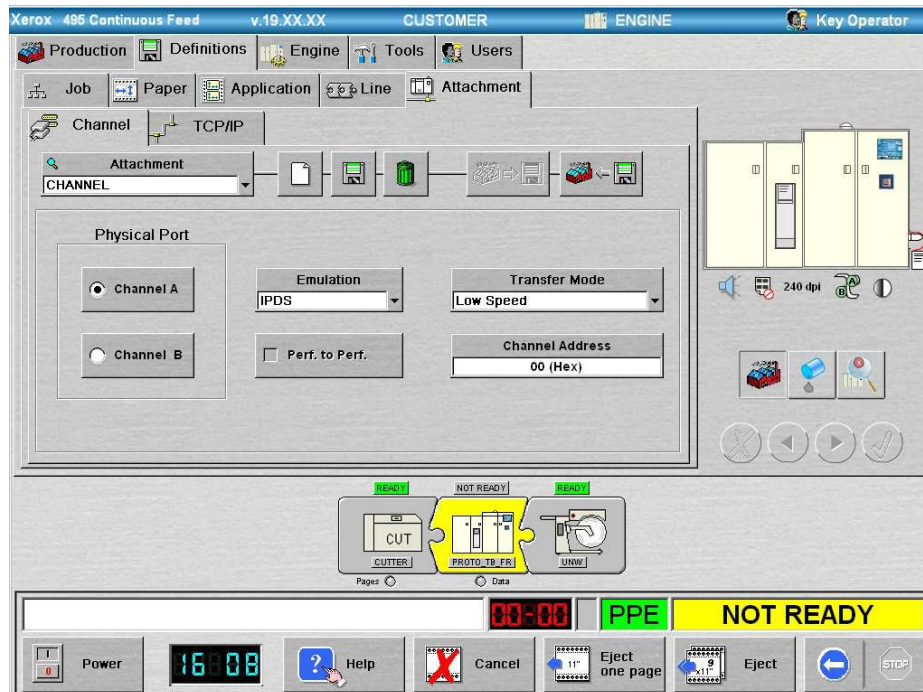 Xerox 495 Continuous Feed v.19.XX.XX CUSTOMER ENGINE Key Operator
Production Definitions Engine Tools Users
Job Paper Application Line Attachment
Channel TCP/IP
Attachment
CHANNEL
Physical Port
Channel A
Channel B
Emulation
IPDS
Perf. to Perf.
Transfer Mode
Low Speed
Channel Address
00 (Hex)
240 dpi
A
B
READY NOT READY READY
CUT
CUTTER PROTO_TB_FR UNW
Pages Data
00-00 PPE NOT READY
Power 16 08 Help Cancel 11" Eject one page 9 x11" Eject STOP